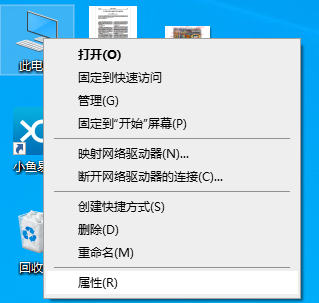 此电
打开(O)
固定到快速访问
管理(G)
固定到“开始”屏幕(P)
映射网络驱动器(N)...
断开网络驱动器的连接(C)...
小鱼易
创建快捷方式(S)
删除(D)
重命名(M)
回收
属性(R)